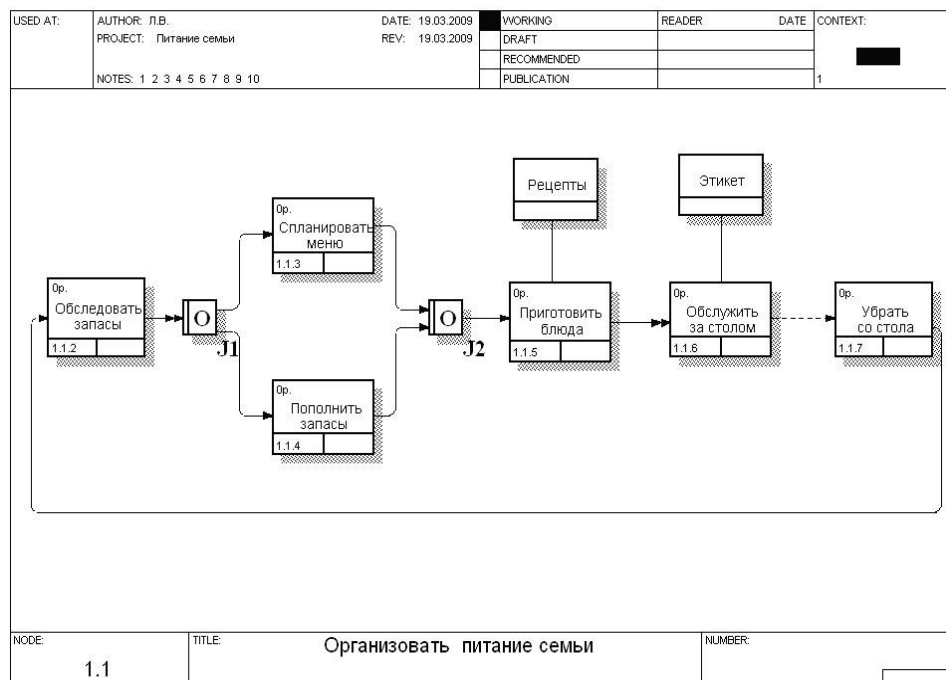 USED AT:
AUTHOR: Л.В.
DATE: 19.03.2009
WORKING
READER
DATE
CONTEXT:
PROJECT: Питание семьи
REV: 19.03.2009
DRAFT
RECOMMENDED
NOTES: 1 2 3 4 5 6 7 8 9 10
PUBLICATION
1
Рецепты
Этикет
0р.
Спланировать
меню
1.1.3
0р.
Обследовать
запасы
1.1.2
O
J1
O
J2
0р.
Приготовить
блюда
1.1.5
0р.
Обслужить
за столом
1.1.6
0р.
Убрать
со стола
1.1.7
0р.
Пополнить
запасы
1.1.4
NODE:
1.1
TITLE:
Организовать питание семьи
NUMBER: